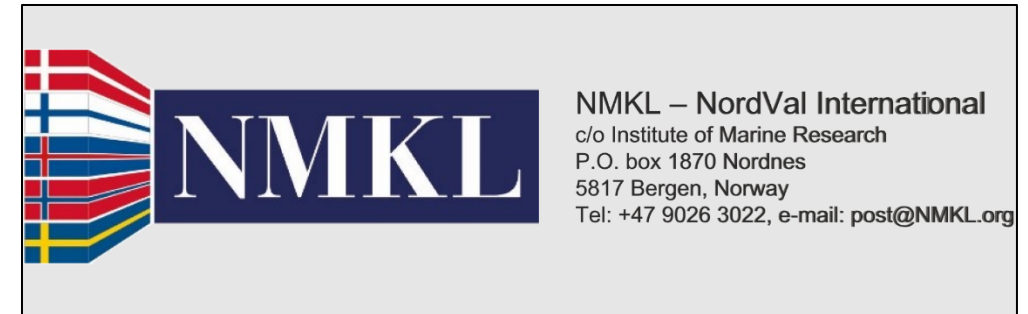 NMKL
NMKL – NordVal International
c/o Institute of Marine Research
P.O. box 1870 Nordnes
5817 Bergen, Norway
Tel: +47 9026 3022, e-mail: post@NMKL.org